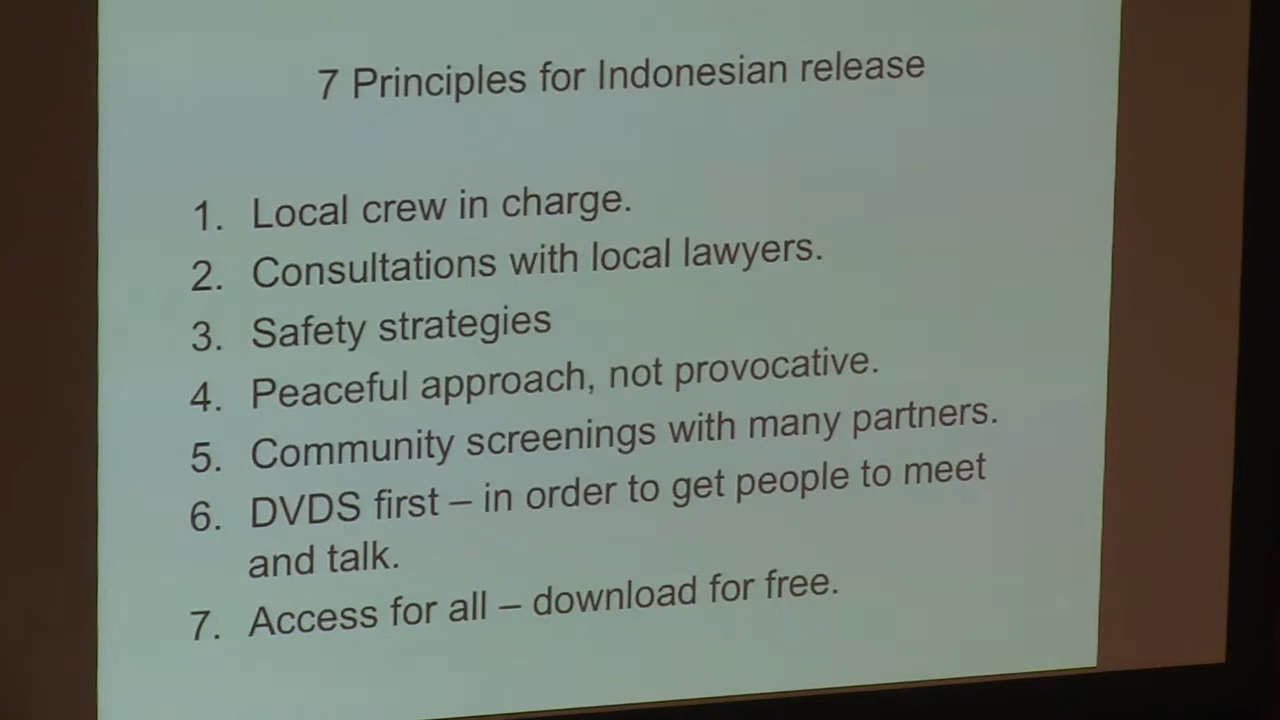 7 Principles for Indonesian release
1. Local crew in charge.
2. Consultations with local lawyers.
3. Safety strategies
4. Peaceful approach, not provocative.
5. Community screenings with many partners.
6. DVDS first – in order to get people to meet
and talk.
7. Access for all – download for free.